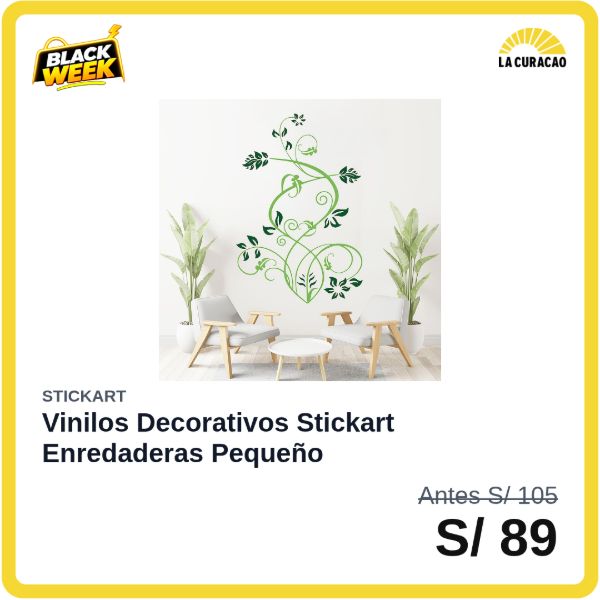 BLACK
WEEK
LA CURACAO
STICKART
Vinilos Decorativos Stickart
Enredaderas Pequeño
Antes S/ 105
S/ 89